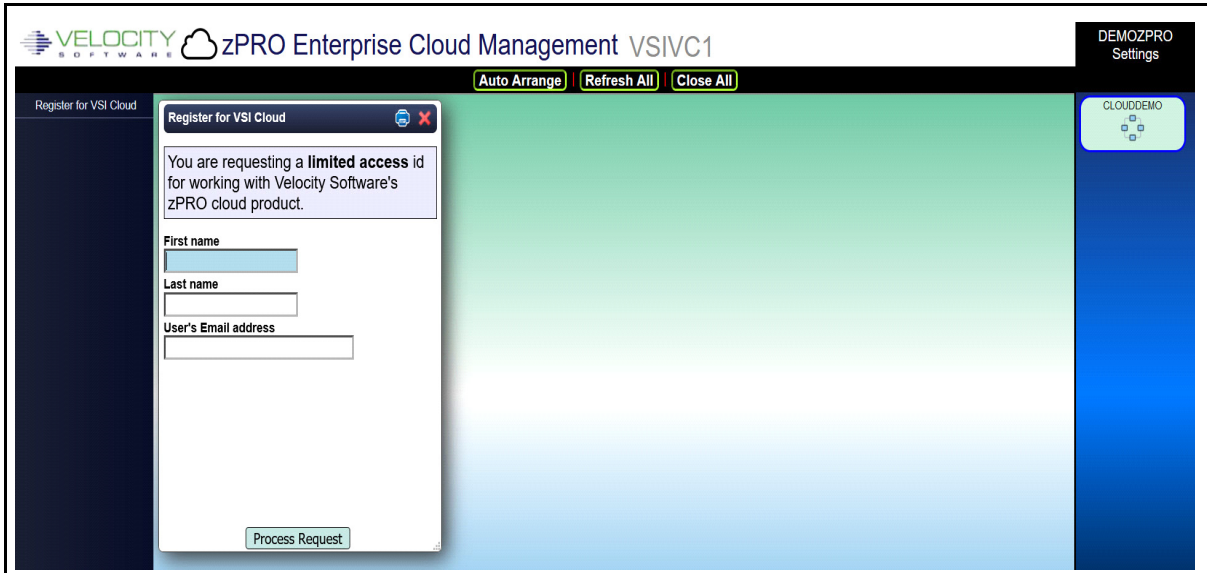 VELOCITY
SOFTWARE
zPRO Enterprise Cloud Management VSIVC1
DEMOZPRO
Settings
Auto Arrange | Refresh All | Close All
Register for VSI Cloud
CLOUDDEMO
Register for VSI Cloud
You are requesting a limited access id
for working with Velocity Software's
zPRO cloud product.
First name
Last name
User's Email address
Process Request